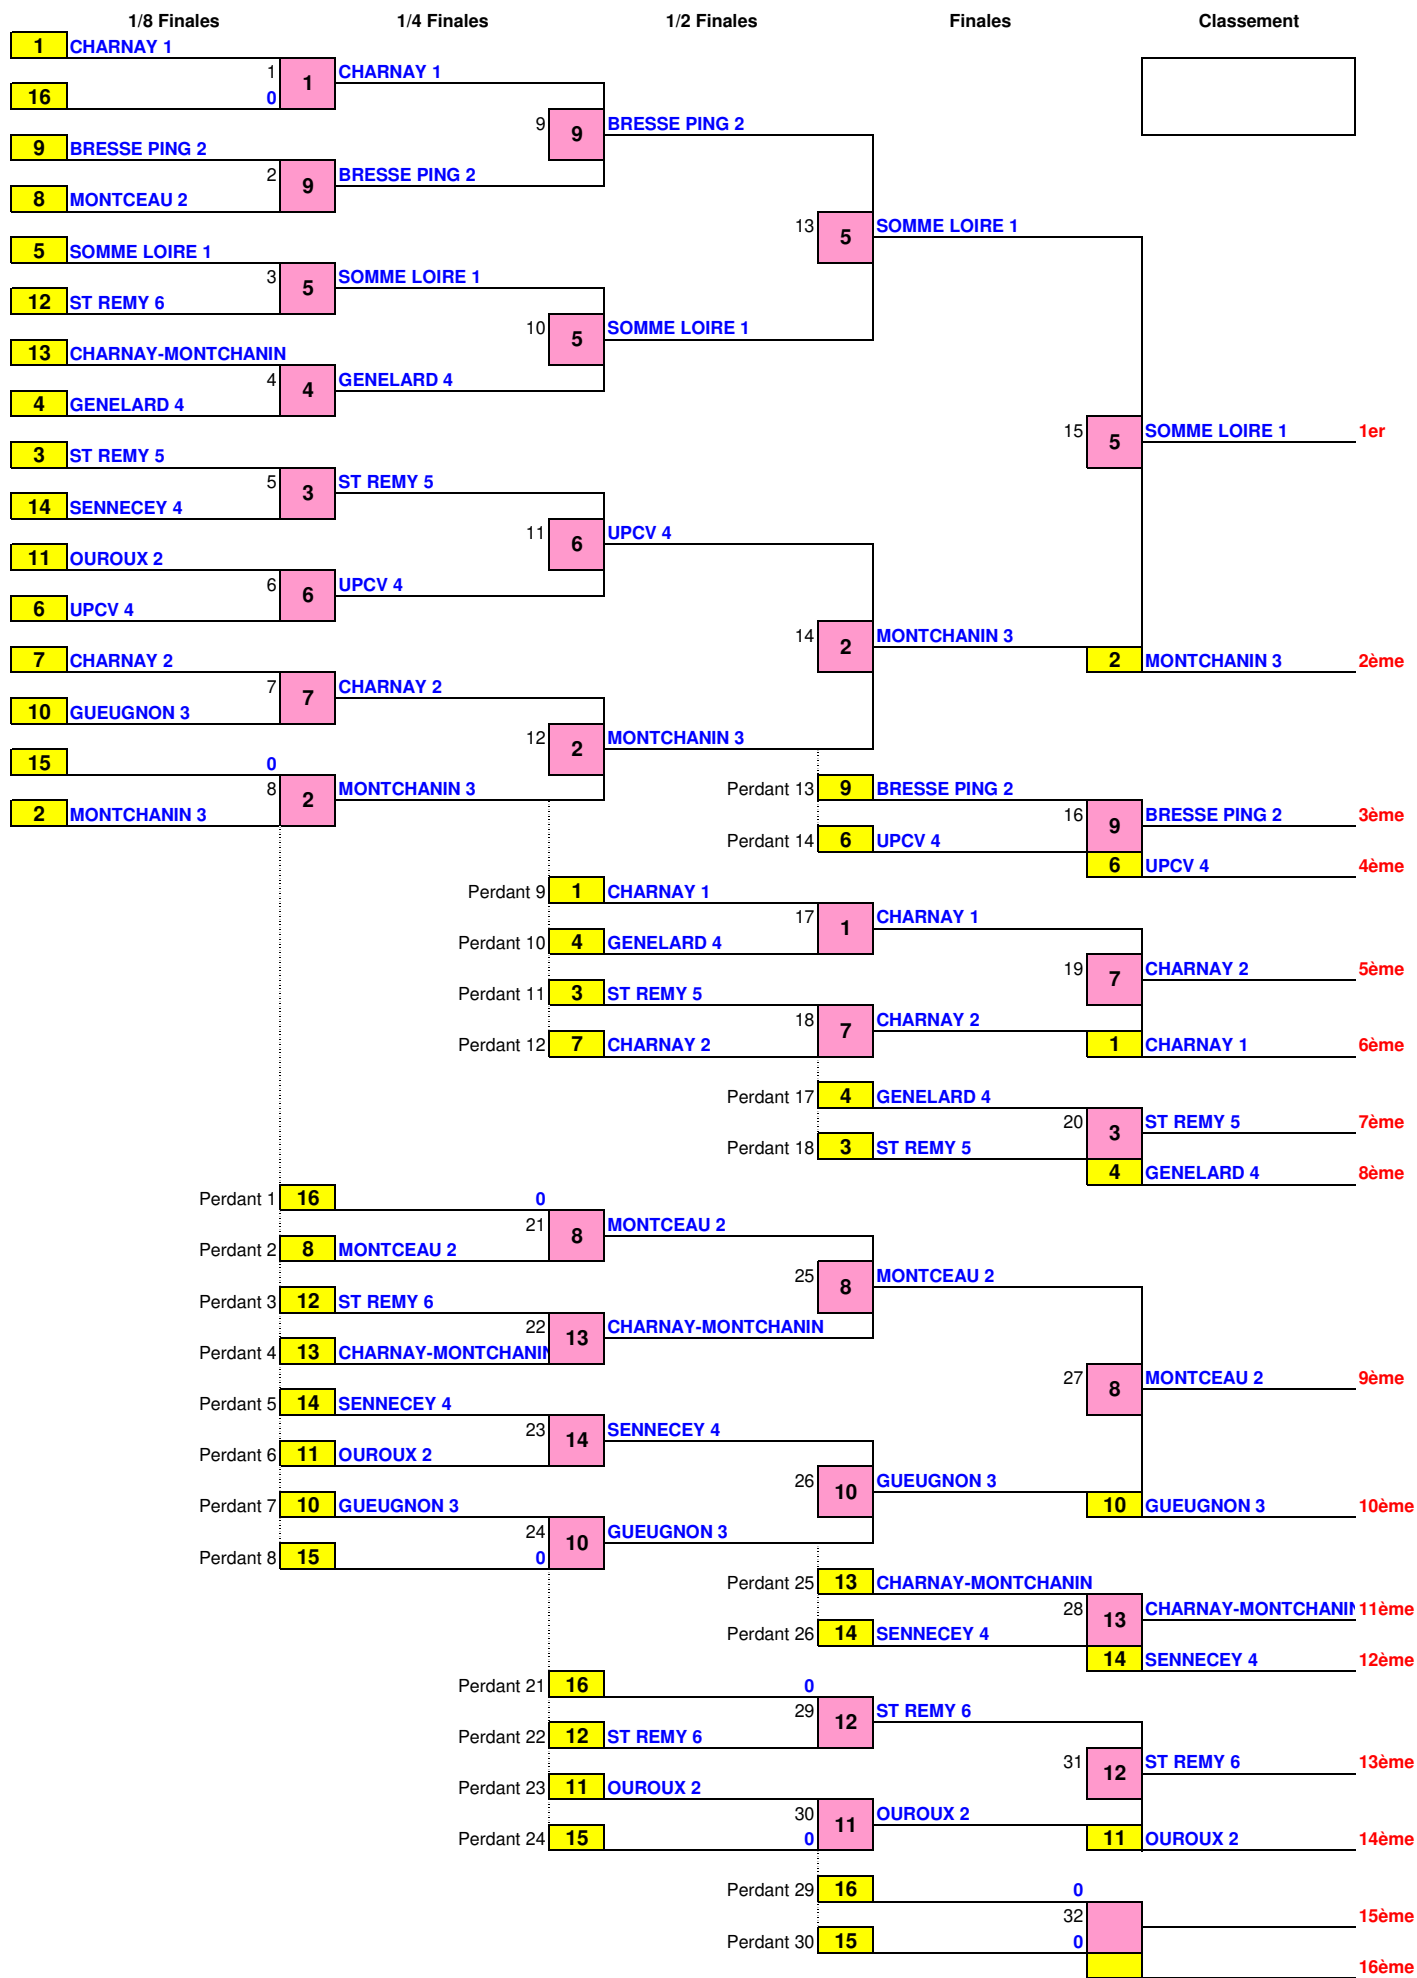 1/8 Finales 1/4 Finales 1/2 Finales Finales Classement
1 CHARNAY 1
1 1 CHARNAY 1
16 0
9 9 BRESSE PING 2
9 BRESSE PING 2
2 9 BRESSE PING 2
8 MONTCEAU 2
13 5 SOMME LOIRE 1
5 SOMME LOIRE 1
3 5 SOMME LOIRE 1
12 ST REMY 6
10 5 SOMME LOIRE 1
13 CHARNAY-MONTCHANIN
4 4 GENELARD 4
4 GENELARD 4
15 5 SOMME LOIRE 1 1er
3 ST REMY 5
5 3 ST REMY 5
14 SENNECEY 4
11 6 UPCV 4
11 OUROUX 2
6 6 UPCV 4
6 UPCV 4
14 2 MONTCHANIN 3
7 CHARNAY 2
2 MONTCHANIN 3 2ème
7 7 CHARNAY 2
10 GUEUGNON 3
12 2 MONTCHANIN 3
15 0
8 2 MONTCHANIN 3
Perdant 13 9 BRESSE PING 2
2 MONTCHANIN 3
16 9 BRESSE PING 2 3ème
Perdant 14 6 UPCV 4
6 UPCV 4 4ème
Perdant 9 1 CHARNAY 1
17 1 CHARNAY 1
Perdant 10 4 GENELARD 4
19 7 CHARNAY 2 5ème
Perdant 11 3 ST REMY 5
18 7 CHARNAY 2
Perdant 12 7 CHARNAY 2
1 CHARNAY 1 6ème
Perdant 17 4 GENELARD 4
20 3 ST REMY 5 7ème
Perdant 18 3 ST REMY 5
4 GENELARD 4 8ème
Perdant 1 16 0
21 8 MONTCEAU 2
Perdant 2 8 MONTCEAU 2
25 8 MONTCEAU 2
Perdant 3 12 ST REMY 6
22 13 CHARNAY-MONTCHANIN
Perdant 4 13 CHARNAY-MONTCHANIN
27 8 MONTCEAU 2 9ème
Perdant 5 14 SENNECEY 4
23 14 SENNECEY 4
Perdant 6 11 OUROUX 2
26 10 GUEUGNON 3
Perdant 7 10 GUEUGNON 3
10 GUEUGNON 3 10ème
24 10 GUEUGNON 3
Perdant 8 15 0
Perdant 25 13 CHARNAY-MONTCHANIN
28 13 CHARNAY-MONTCHANIN 11ème
Perdant 26 14 SENNECEY 4
14 SENNECEY 4 12ème
Perdant 21 16 0
29 12 ST REMY 6
Perdant 22 12 ST REMY 6
31 12 ST REMY 6 13ème
Perdant 23 11 OUROUX 2
30 11 OUROUX 2
Perdant 24 15 0
11 OUROUX 2 14ème
Perdant 29 16 0
32 15ème
Perdant 30 15 0
16ème